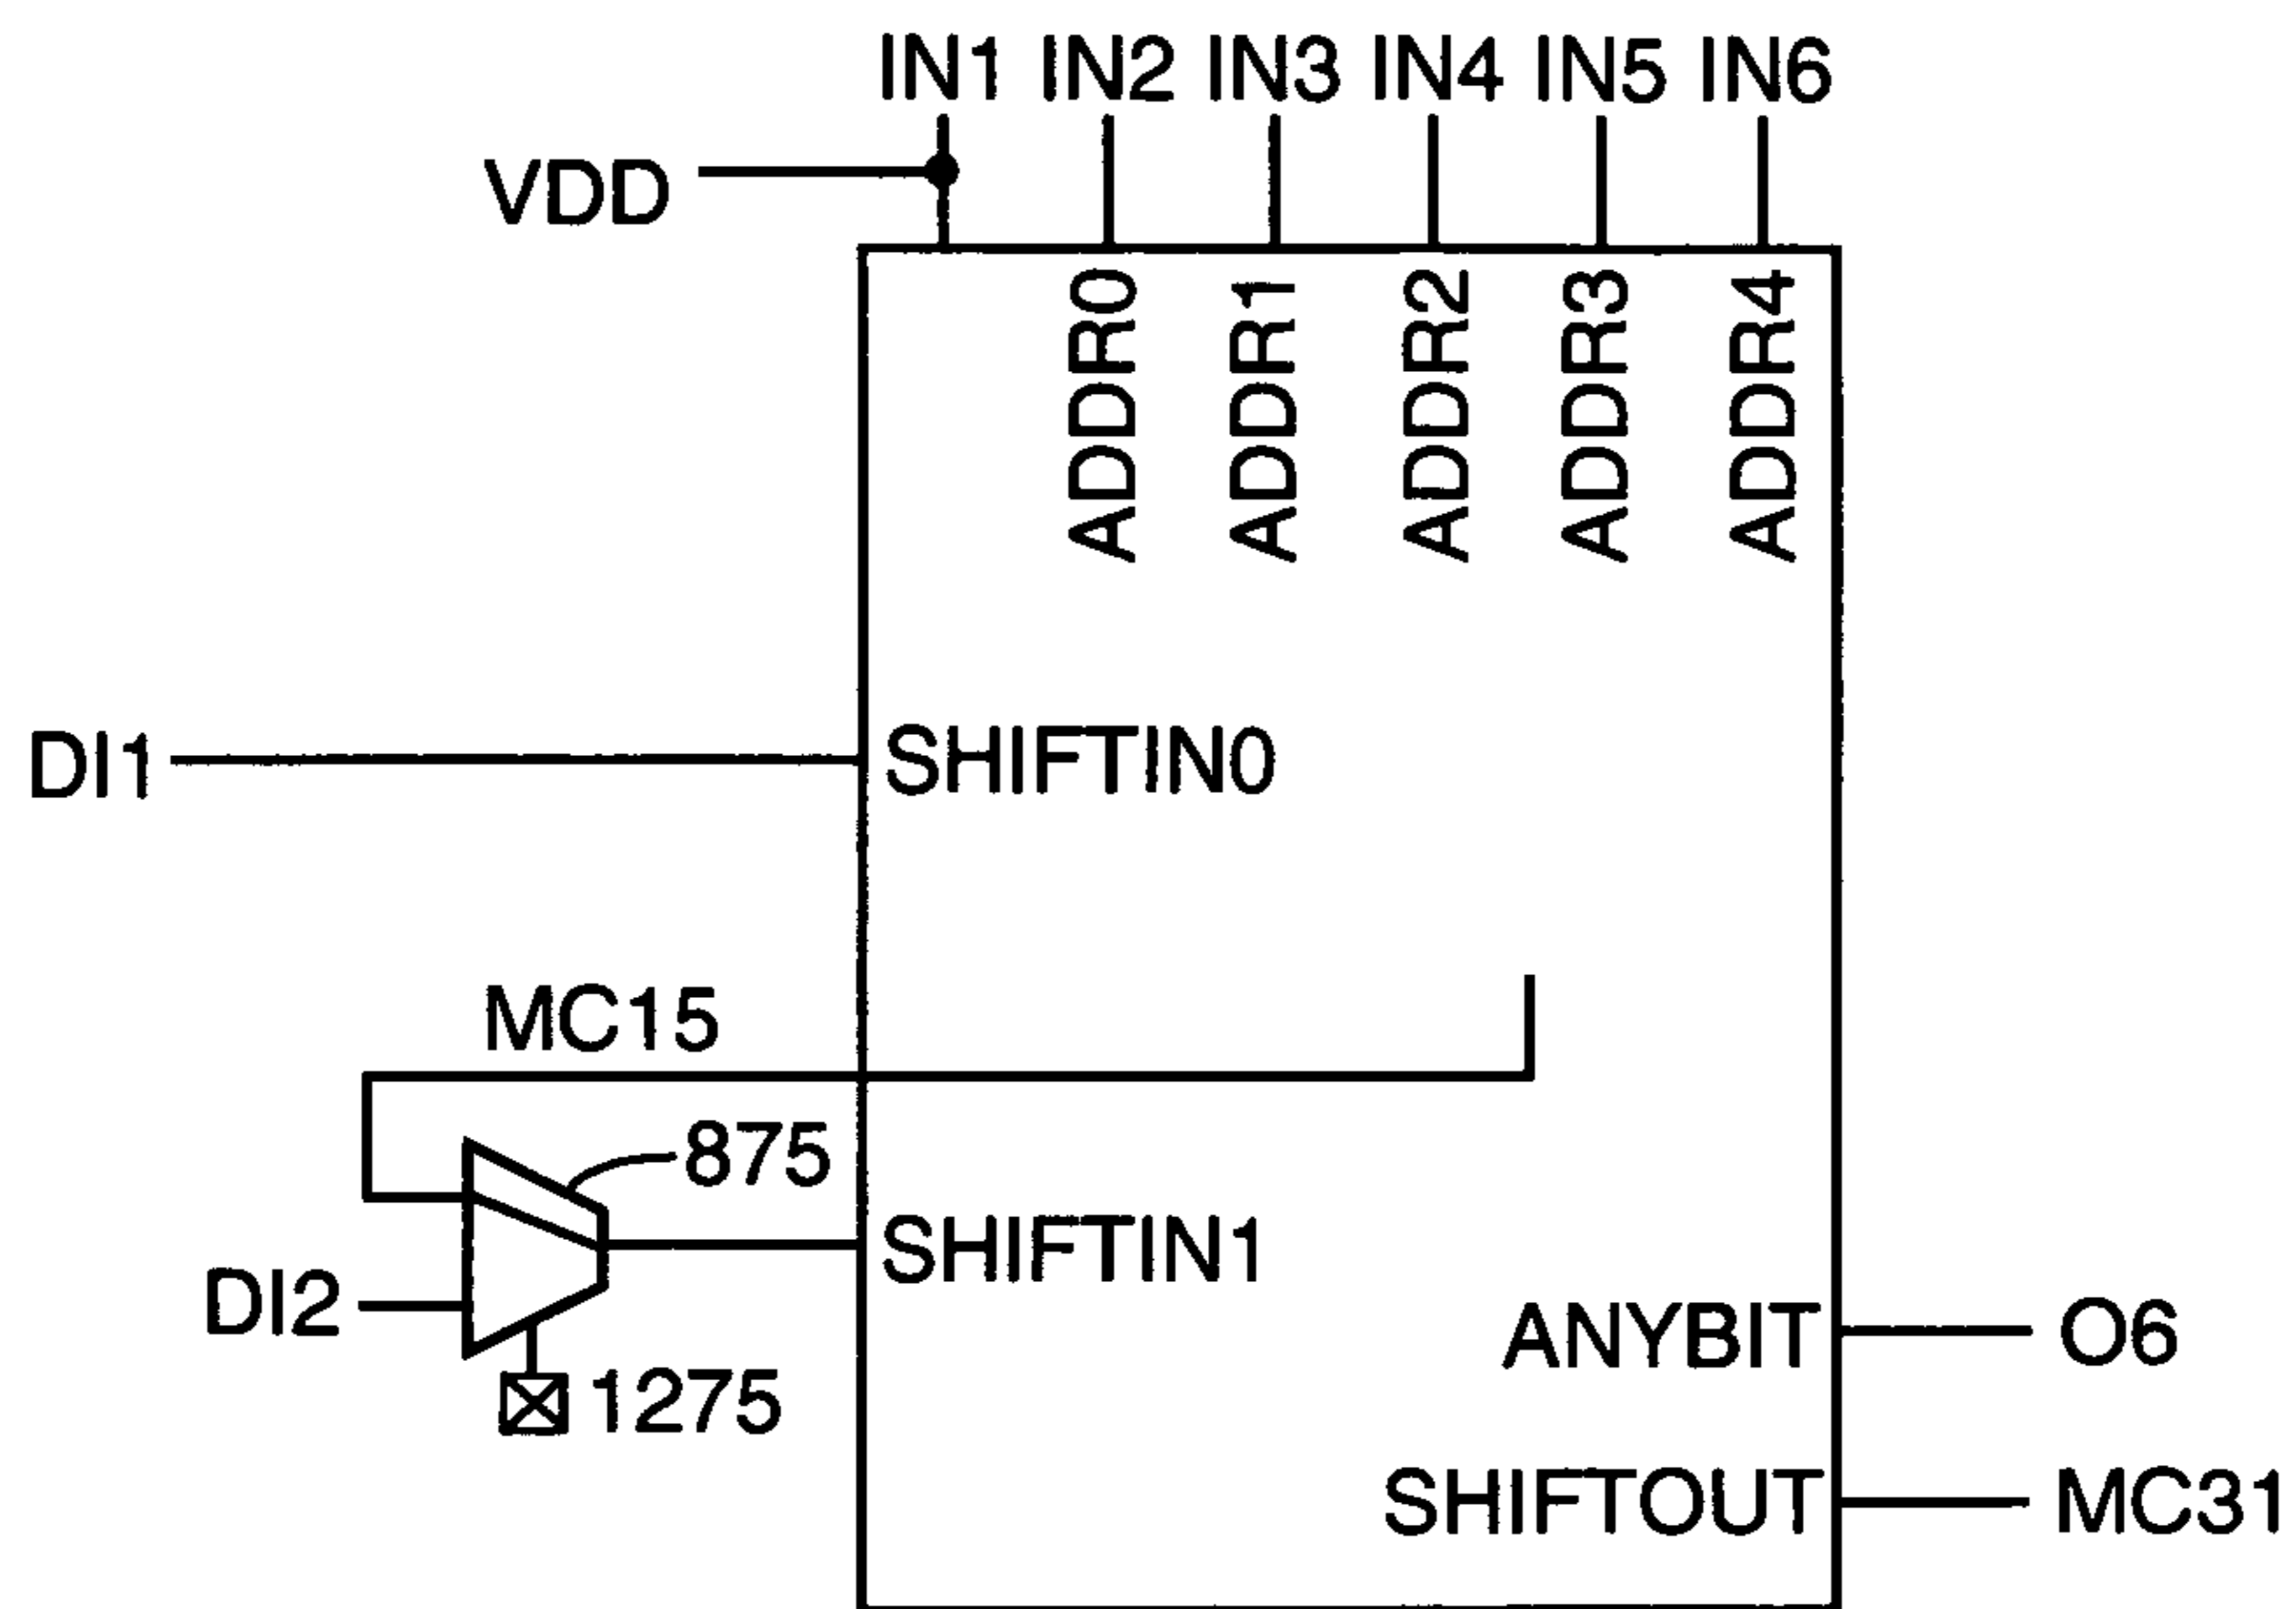 IN1 IN2 IN3 IN4 IN5 IN6
VDD
ADDR0
ADDR1
ADDR2
ADDR3
ADDR4
DI1
SHIFTIN0
MC15
875
SHIFTIN1
DI2
ANYBIT
O6
1275
SHIFTOUT
MC31